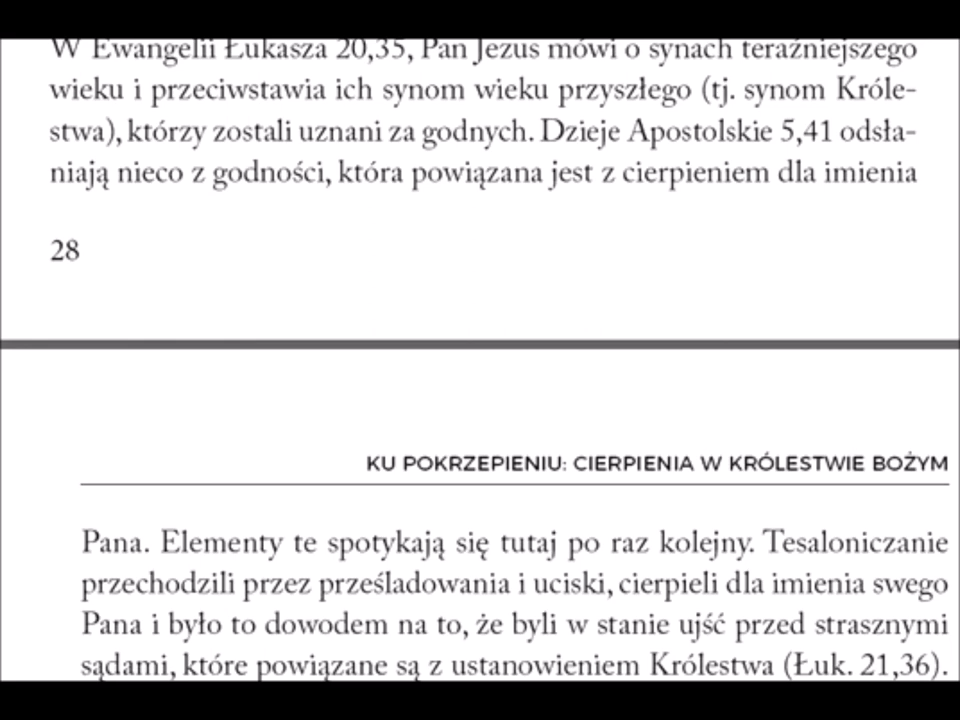 W Ewangelii Łukasza 20,35, Pan Jezus mówi o synach teraźniejszego
wieku i przeciwstawia ich synom wieku przyszłego (tj. synom Króle-
stwa), którzy zostali uznani za godnych. Dzieje Apostolskie 5,41 odsła-
niają nieco z godności, która powiązana jest z cierpieniem dla imienia
28
KU POKRZEPIENIU: CIERPIENIA W KRÓLESTWIE BOŻYM
Pana. Elementy te spotykają się tutaj po raz kolejny. Tesaloniczanie
przechodzili przez prześladowania i uciski, cierpieli dla imienia swego
Pana i było to dowodem na to, że byli w stanie ujść przed strasznymi
sądami, które powiązane są z ustanowieniem Królestwa (Łuk. 21,36).